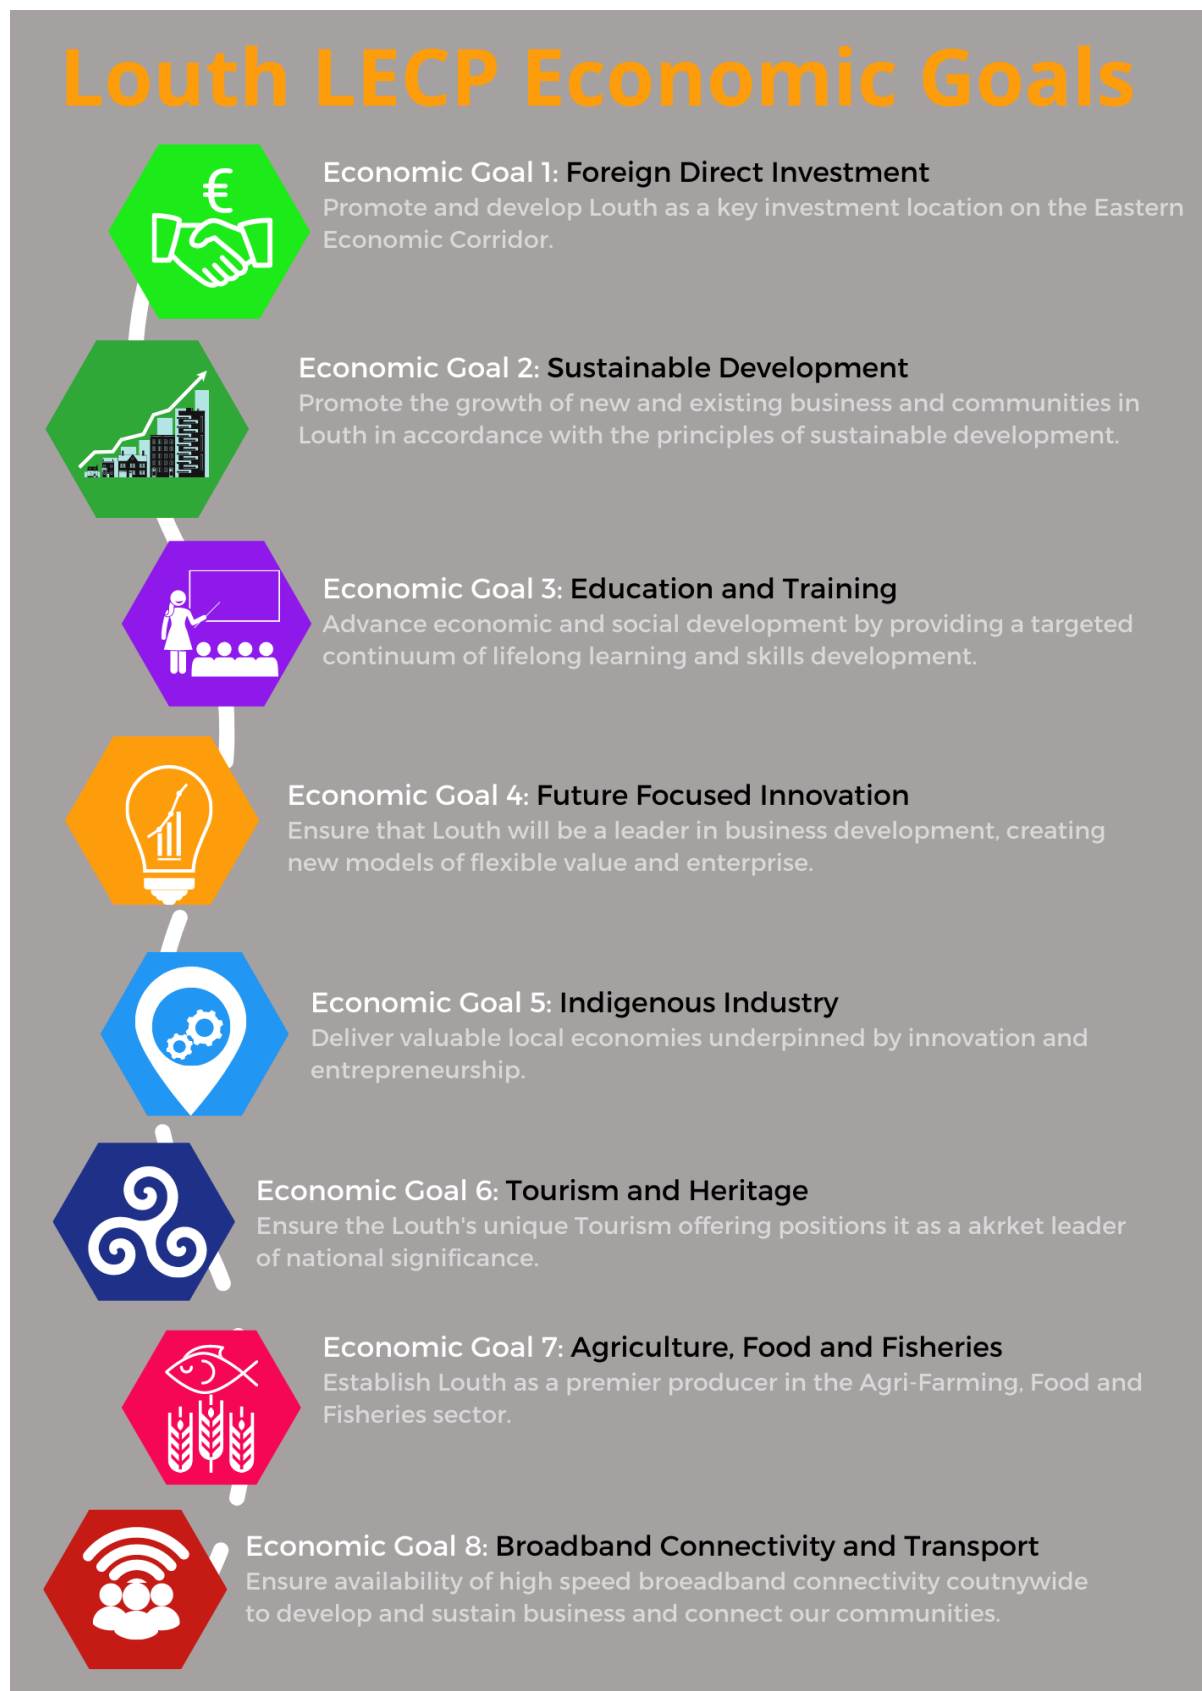 Louth LECP Economic Goals
€
Economic Goal 1: Foreign Direct Investment
Promote and develop Louth as a key investment location on the Eastern
Economic Corridor.
Economic Goal 2: Sustainable Development
Promote the growth of new and existing business and communities in
Louth in accordance with the principles of sustainable development.
Economic Goal 3: Education and Training
Advance economic and social development by providing a targeted
continuum of lifelong learning and skills development.
Economic Goal 4: Future Focused Innovation
Ensure that Louth will be a leader in business development, creating
new models of flexible value and enterprise.
Economic Goal 5: Indigenous Industry
Deliver valuable local economies underpinned by innovation and
entrepreneurship.
Economic Goal 6: Tourism and Heritage
Ensure the Louth's unique Tourism offering positions it as a akrket leader
of national significance.
Economic Goal 7: Agriculture, Food and Fisheries
Establish Louth as a premier producer in the Agri-Farming, Food and
Fisheries sector.
Economic Goal 8: Broadband Connectivity and Transport
Ensure availability of high speed broeadband connectivity coutnywide
to develop and sustain business and connect our communities.